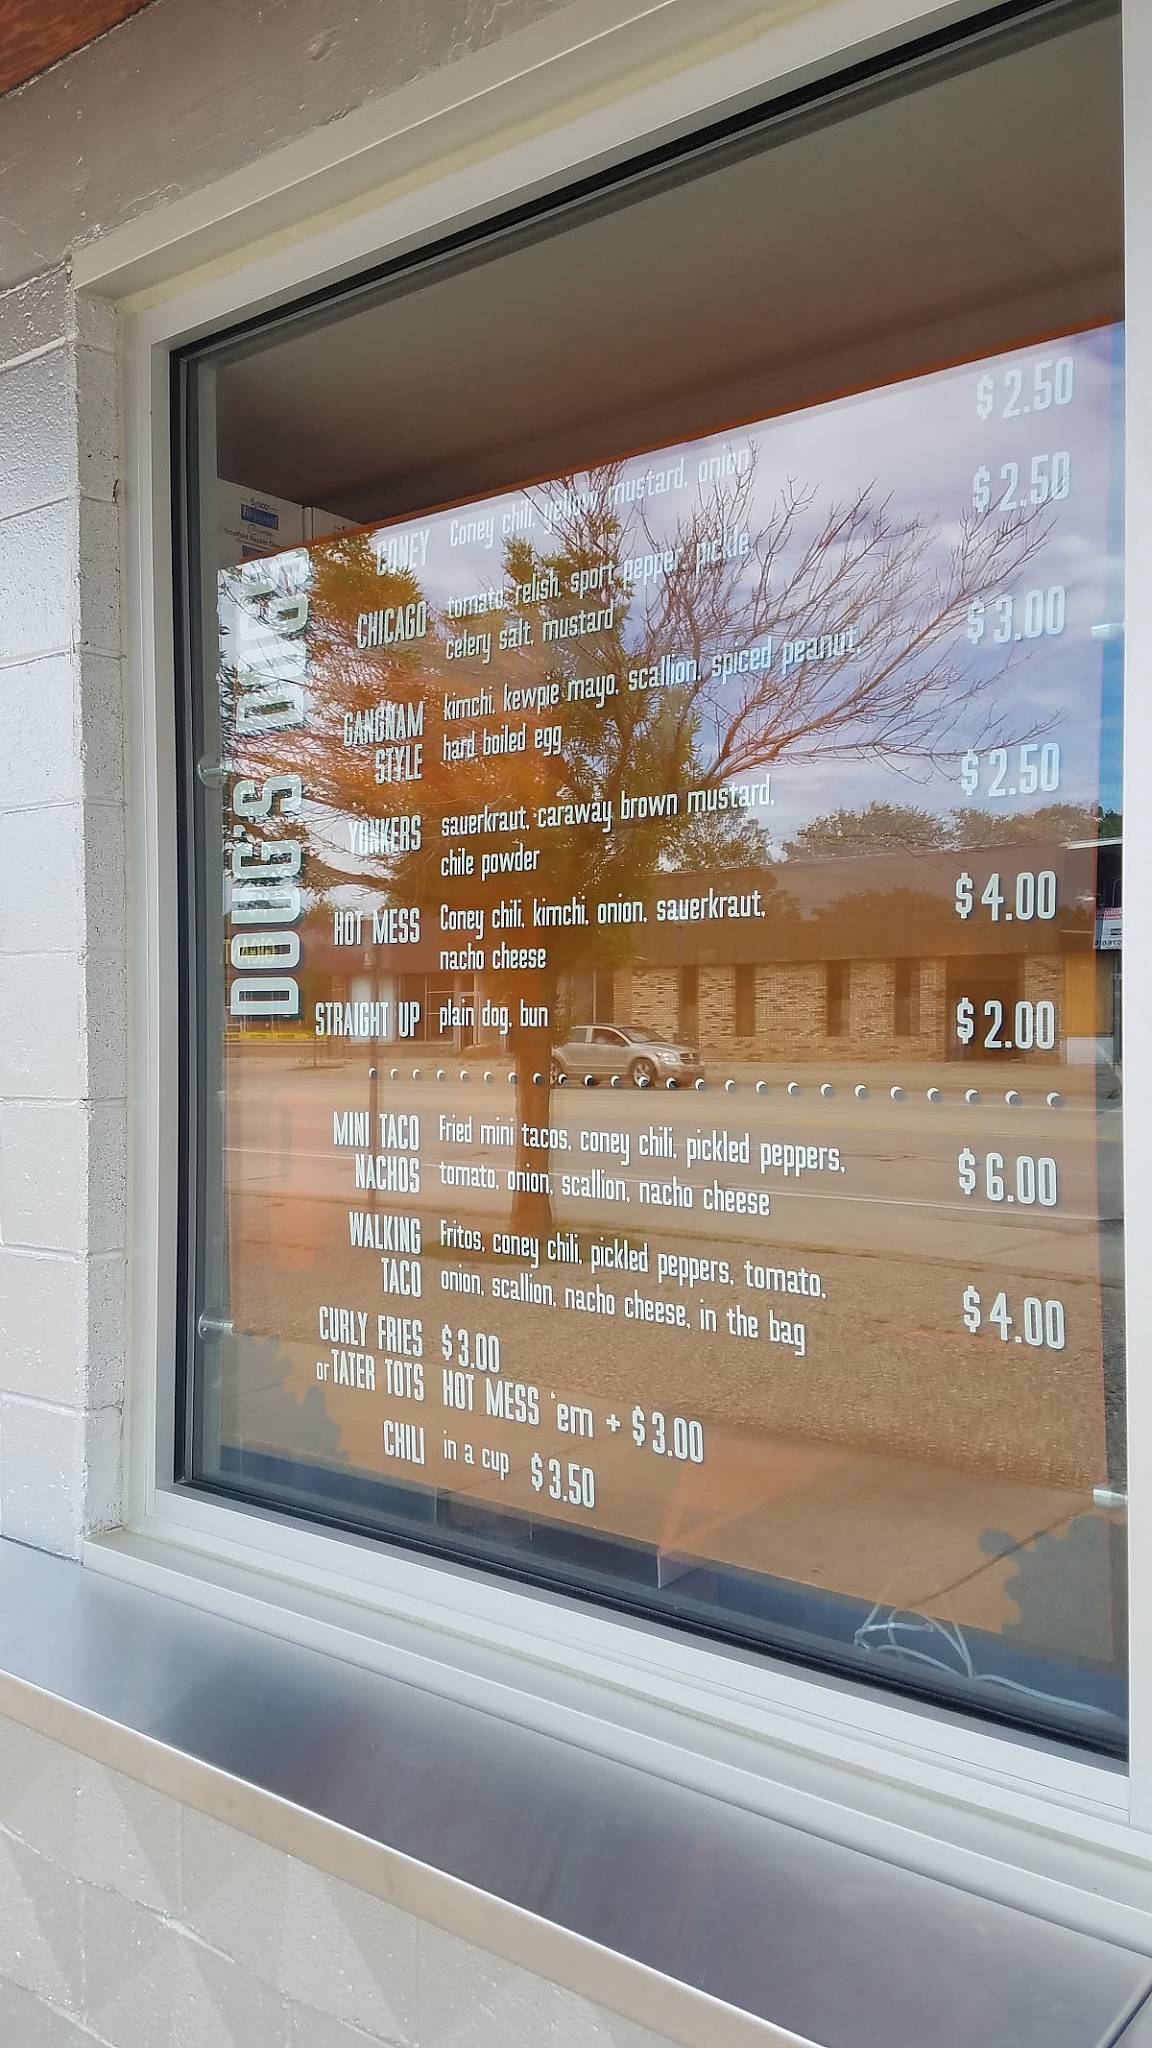 DOUG'S DOG'S
CONEY Coney chili, yellow mustard, onion $2.50
CHICAGO tomato, relish, sport pepper, pickle $2.50
celery salt, mustard
GANGNAM kimchi, kewpie mayo, scallion, spiced peanut, $3.00
STYLE hard boiled egg
YONKERS sauerkraut, caraway brown mustard, $2.50
chile powder
HOT MESS Coney chili, kimchi, onion, sauerkraut, $4.00
nacho cheese
STRAIGHT UP plain dog, bun $2.00
MINI TACO Fried mini tacos, coney chili, pickled peppers, $6.00
NACHOS tomato, onion, scallion, nacho cheese
WALKING Fritos, coney chili, pickled peppers, tomato,
TACO onion, scallion, nacho cheese, in the bag $4.00
CURLY FRIES $3.00
or TATER TOTS HOT MESS 'em + $3.00
CHILI in a cup $3.50
Sysco
Imperial